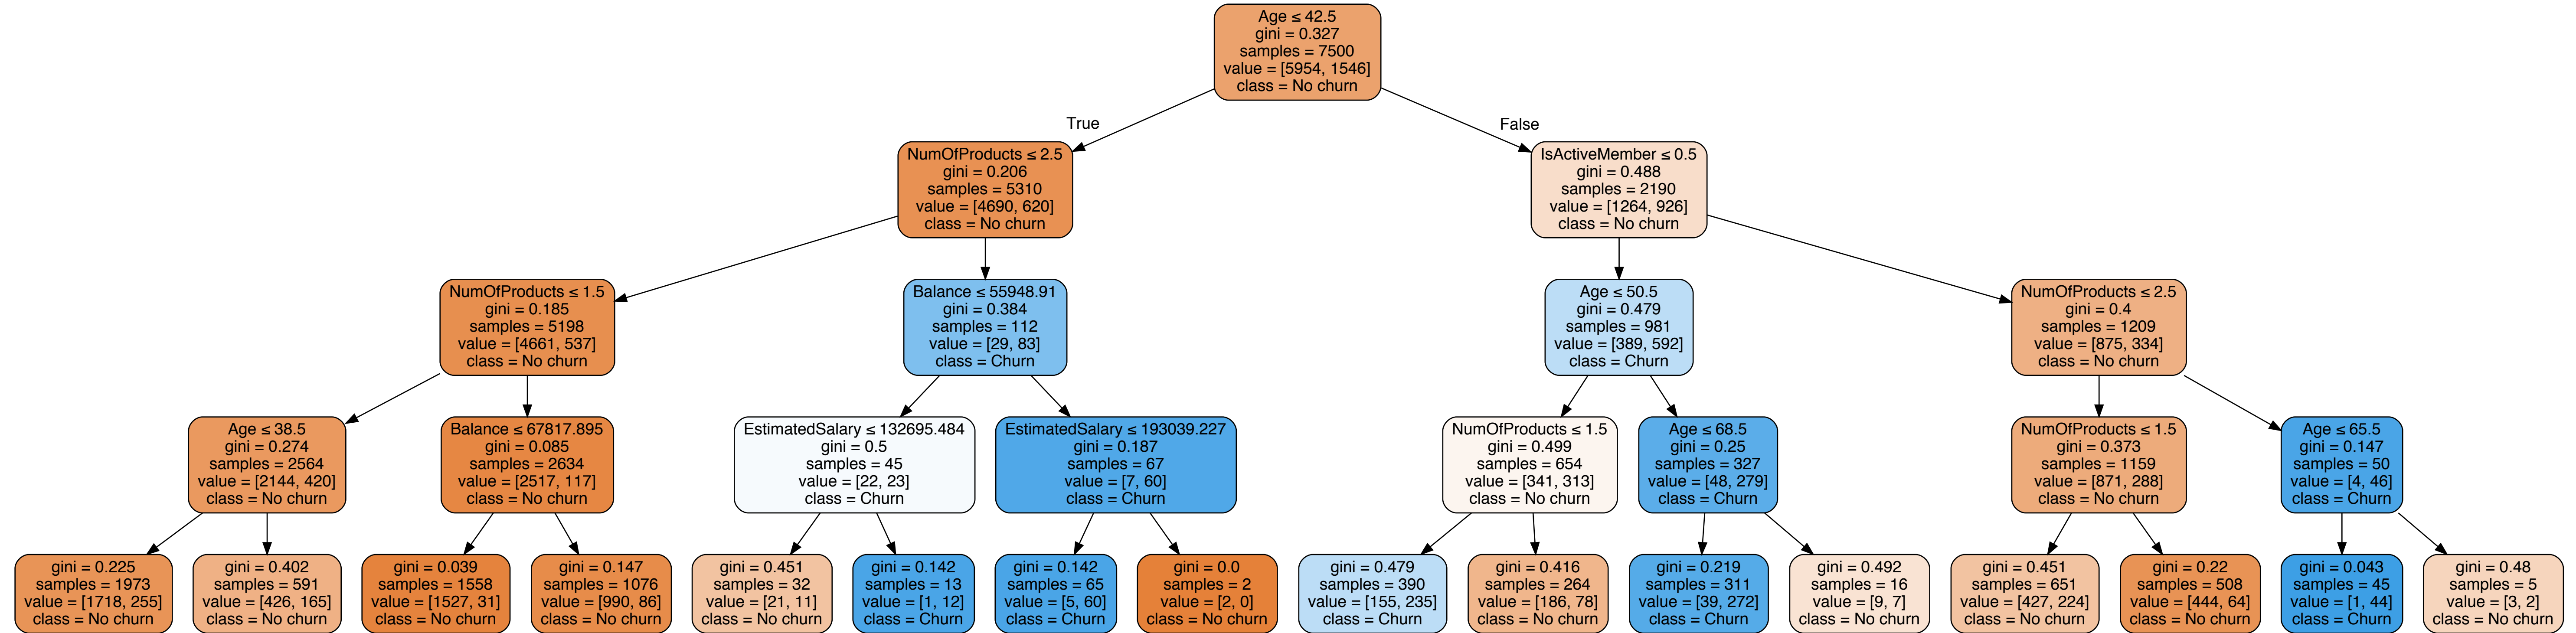 Age ≤ 42.5
gini = 0.327
samples = 7500
value = [5954, 1546]
class = No churn
True
False
NumOfProducts ≤ 2.5
gini = 0.206
samples = 5310
value = [4690, 620]
class = No churn
IsActiveMember ≤ 0.5
gini = 0.488
samples = 2190
value = [1264, 926]
class = No churn
NumOfProducts ≤ 1.5
gini = 0.185
samples = 5198
value = [4661, 537]
class = No churn
Balance ≤ 55948.91
gini = 0.384
samples = 112
value = [29, 83]
class = Churn
Age ≤ 50.5
gini = 0.479
samples = 981
value = [389, 592]
class = Churn
NumOfProducts ≤ 2.5
gini = 0.4
samples = 1209
value = [875, 334]
class = No churn
Age ≤ 38.5
gini = 0.274
samples = 2564
value = [2144, 420]
class = No churn
Balance ≤ 67817.895
gini = 0.085
samples = 2634
value = [2517, 117]
class = No churn
EstimatedSalary ≤ 132695.484
gini = 0.5
samples = 45
value = [22, 23]
class = Churn
EstimatedSalary ≤ 193039.227
gini = 0.187
samples = 67
value = [7, 60]
class = Churn
NumOfProducts ≤ 1.5
gini = 0.499
samples = 654
value = [341, 313]
class = No churn
Age ≤ 68.5
gini = 0.25
samples = 327
value = [48, 279]
class = Churn
NumOfProducts ≤ 1.5
gini = 0.373
samples = 1159
value = [871, 288]
class = No churn
Age ≤ 65.5
gini = 0.147
samples = 50
value = [4, 46]
class = Churn
gini = 0.225
samples = 1973
value = [1718, 255]
class = No churn
gini = 0.402
samples = 591
value = [426, 165]
class = No churn
gini = 0.039
samples = 1558
value = [1527, 31]
class = No churn
gini = 0.147
samples = 1076
value = [990, 86]
class = No churn
gini = 0.451
samples = 32
value = [21, 11]
class = No churn
gini = 0.142
samples = 13
value = [1, 12]
class = Churn
gini = 0.142
samples = 65
value = [5, 60]
class = Churn
gini = 0.0
samples = 2
value = [2, 0]
class = No churn
gini = 0.479
samples = 390
value = [155, 235]
class = Churn
gini = 0.416
samples = 264
value = [186, 78]
class = No churn
gini = 0.219
samples = 311
value = [39, 272]
class = Churn
gini = 0.492
samples = 16
value = [9, 7]
class = No churn
gini = 0.451
samples = 651
value = [427, 224]
class = No churn
gini = 0.22
samples = 508
value = [444, 64]
class = No churn
gini = 0.043
samples = 45
value = [1, 44]
class = Churn
gini = 0.48
samples = 5
value = [3, 2]
class = No churn